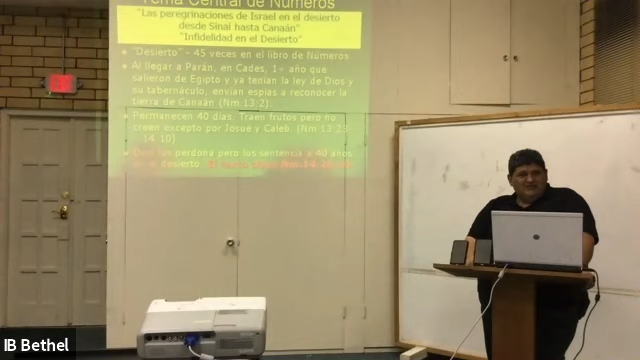 Tema Central de Números
"Las peregrinaciones de Israel en el desierto
desde Sinaí hasta Canaán"
"Infidelidad en el Desierto"
"Desierto" - 45 veces en el libro de Números
Al llegar a Parán, en Cades, 1+ año que
salieron de Egipto y ya tenían la ley de Dios y
su tabernáculo, envían espías a reconocer la
tierra de Canaán (Nm 13:2).
Permanecen 40 días. Traen frutos pero no
creen excepto por Josue y Caleb. (Nm 13:23
- 14:10)
Dios los perdona pero los sentencia a 40 años
en el desierto.
EXIT
hp
IB Bethel